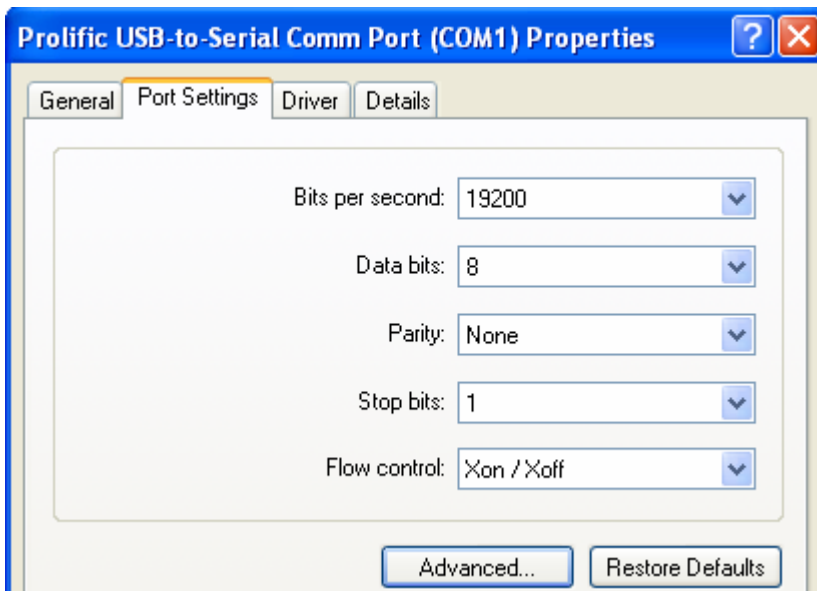 Prolific USB-to-Serial Comm Port (COM1) Properties
General Port Settings Driver Details
Bits per second: 19200
Data bits: 8
Parity: None
Stop bits: 1
Flow control: Xon / Xoff
Advanced... Restore Defaults